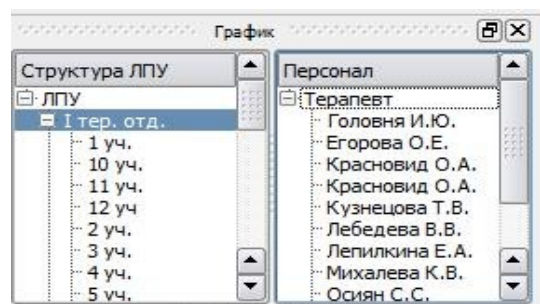 График
Структура ЛПУ
ЛПУ
I тер. отд.
1 уч.
10 уч.
11 уч.
12 уч
2 уч.
3 уч.
4 уч.
5 уч.
Персонал
Терапевт
Головня И.Ю.
Егорова О.Е.
Красновид О.А.
Красновид О.А.
Кузнецова Т.В.
Лебедева В.В.
Лепилкина Е.А.
Михалева К.В.
Осиян С.С.